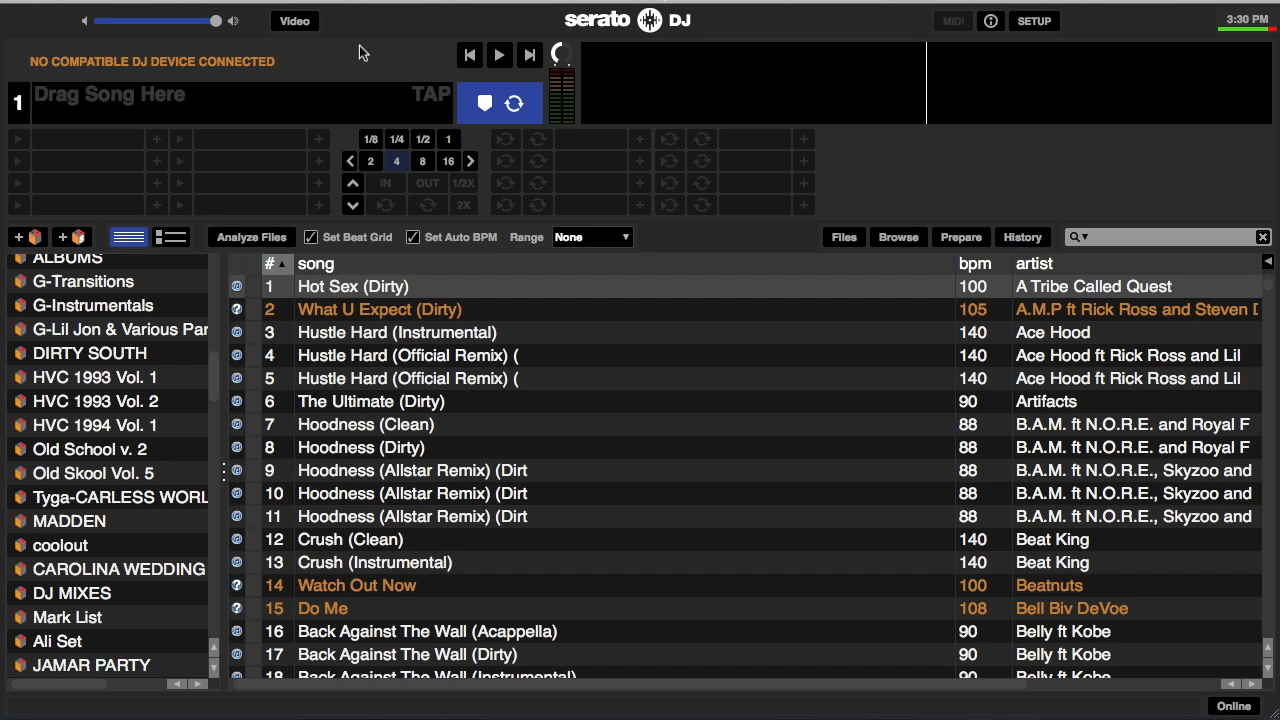 Video
serato DJ
MIDI
SETUP
3:30 PM
NO COMPATIBLE DJ DEVICE CONNECTED
1
Drag Song Here
TAP
1/8 1/4 1/2 1
2 4 8 16
IN OUT 1/2X
2X
Analyze Files
Set Beat Grid
Set Auto BPM
Range
None
Files
Browse
Prepare
History
ALBUMS
G-Transitions
G-Instrumentals
G-Lil Jon & Various Par
DIRTY SOUTH
HVC 1993 Vol. 1
HVC 1993 Vol. 2
HVC 1994 Vol. 1
Old School v. 2
Old Skool Vol. 5
Tyga-CARLESS WORL
MADDEN
coolout
CAROLINA WEDDING
DJ MIXES
Mark List
Ali Set
JAMAR PARTY
# song bpm artist
1 Hot Sex (Dirty) 100 A Tribe Called Quest
2 What U Expect (Dirty) 105 A.M.P ft Rick Ross and Steven
3 Hustle Hard (Instrumental) 140 Ace Hood
4 Hustle Hard (Official Remix) ( 140 Ace Hood ft Rick Ross and Lil
5 Hustle Hard (Official Remix) ( 140 Ace Hood ft Rick Ross and Lil
6 The Ultimate (Dirty) 90 Artifacts
7 Hoodness (Clean) 88 B.A.M. ft N.O.R.E. and Royal F
8 Hoodness (Dirty) 88 B.A.M. ft N.O.R.E. and Royal F
9 Hoodness (Allstar Remix) (Dirt 88 B.A.M. ft N.O.R.E., Skyzoo and
10 Hoodness (Allstar Remix) (Dirt 88 B.A.M. ft N.O.R.E., Skyzoo and
11 Hoodness (Allstar Remix) (Dirt 88 B.A.M. ft N.O.R.E., Skyzoo and
12 Crush (Clean) 140 Beat King
13 Crush (Instrumental) 140 Beat King
14 Watch Out Now 100 Beatnuts
15 Do Me 108 Bell Biv DeVoe
16 Back Against The Wall (Acappella) 90 Belly ft Kobe
17 Back Against The Wall (Dirty) 90 Belly ft Kobe
18 Back Against The Wall (Instrumental) 90 Belly ft Kobe
Online